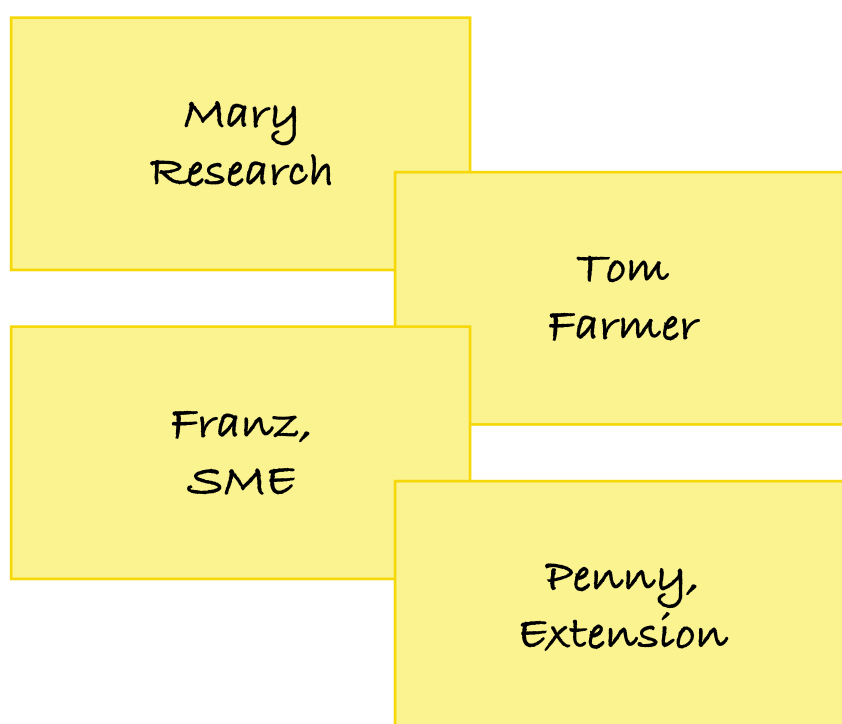 Mary
Research
Tom
Farmer
Franz,
SME
Penny,
Extension